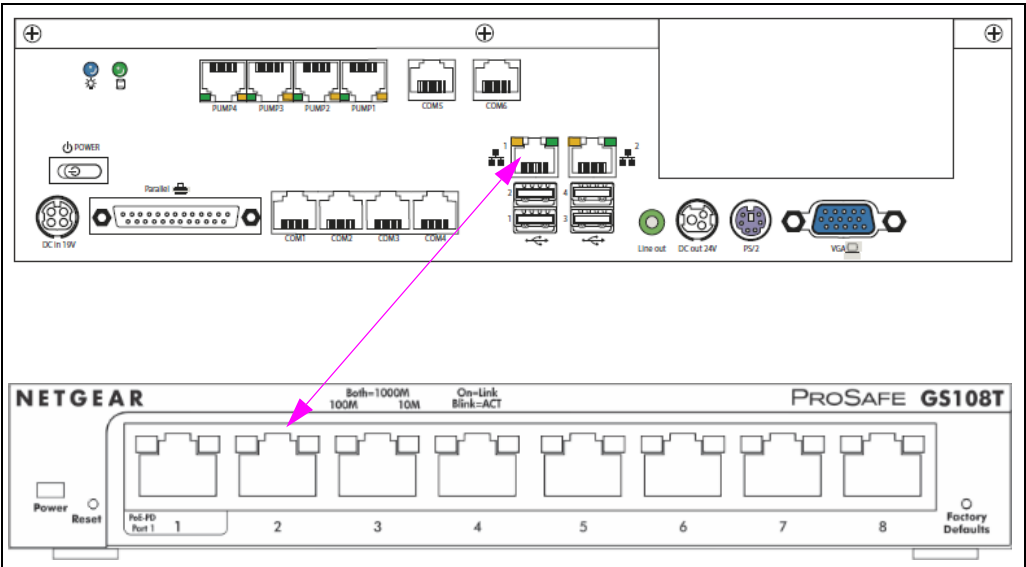 PUMP4 PUMP3 PUMP2 PUMP1 COM5 COM6
POWER
1 2
Parallel
2 4
1 3
DC in 19V COM1 COM2 COM3 COM4 Line out DC out 24V PS/2 VGA
NETGEAR
Both=1000M
100M 10M
On=Link
Blink=ACT
PROSAFE GS108T
Power
Reset
PoE-PD
Port 1
1 2 3 4 5 6 7 8
Factory
Defaults